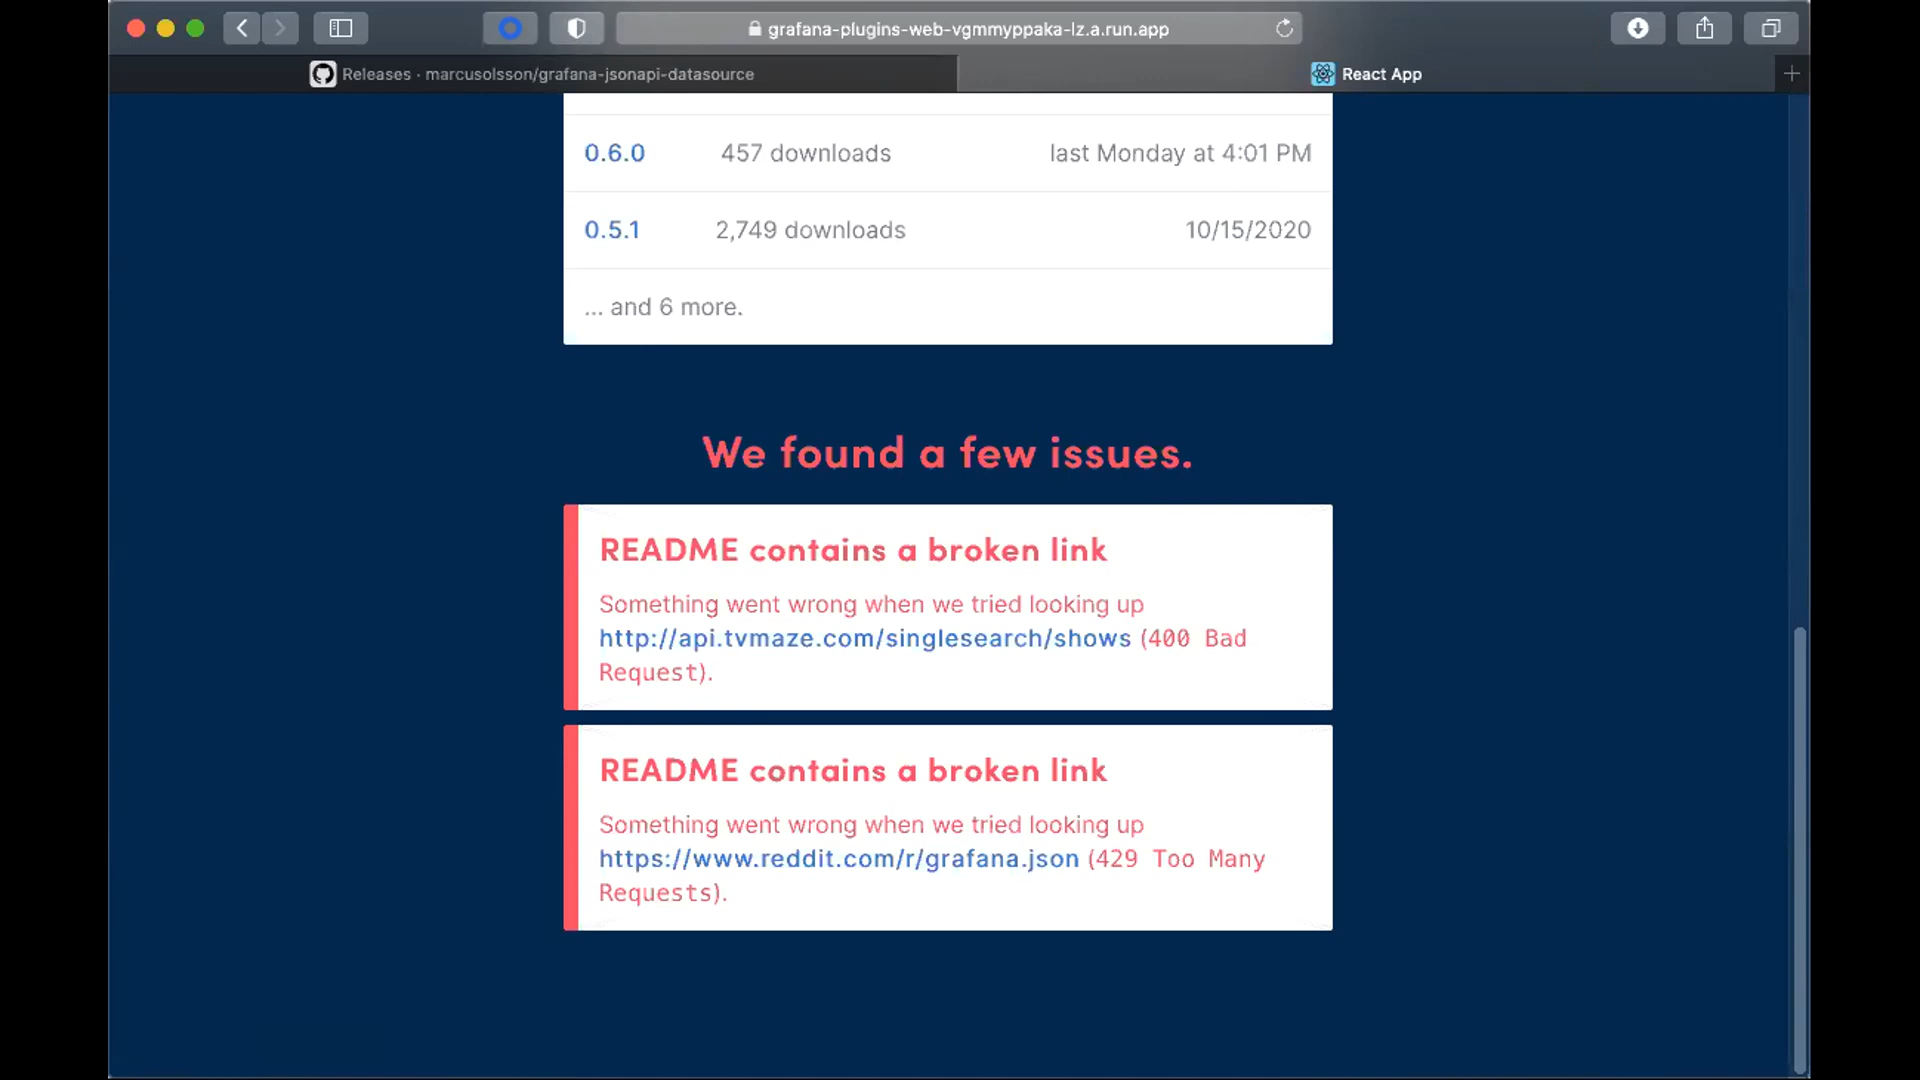 grafana-plugins-web-vgmmyppaka-lz.a.run.app
Releases · marcusolsson/grafana-jsonapi-datasource
React App
0.6.0 457 downloads last Monday at 4:01 PM
0.5.1 2,749 downloads 10/15/2020
... and 6 more.
We found a few issues.
README contains a broken link
Something went wrong when we tried looking up
http://api.tvmaze.com/singlesearch/shows (400 Bad
Request).
README contains a broken link
Something went wrong when we tried looking up
https://www.reddit.com/r/grafana.json (429 Too Many
Requests).